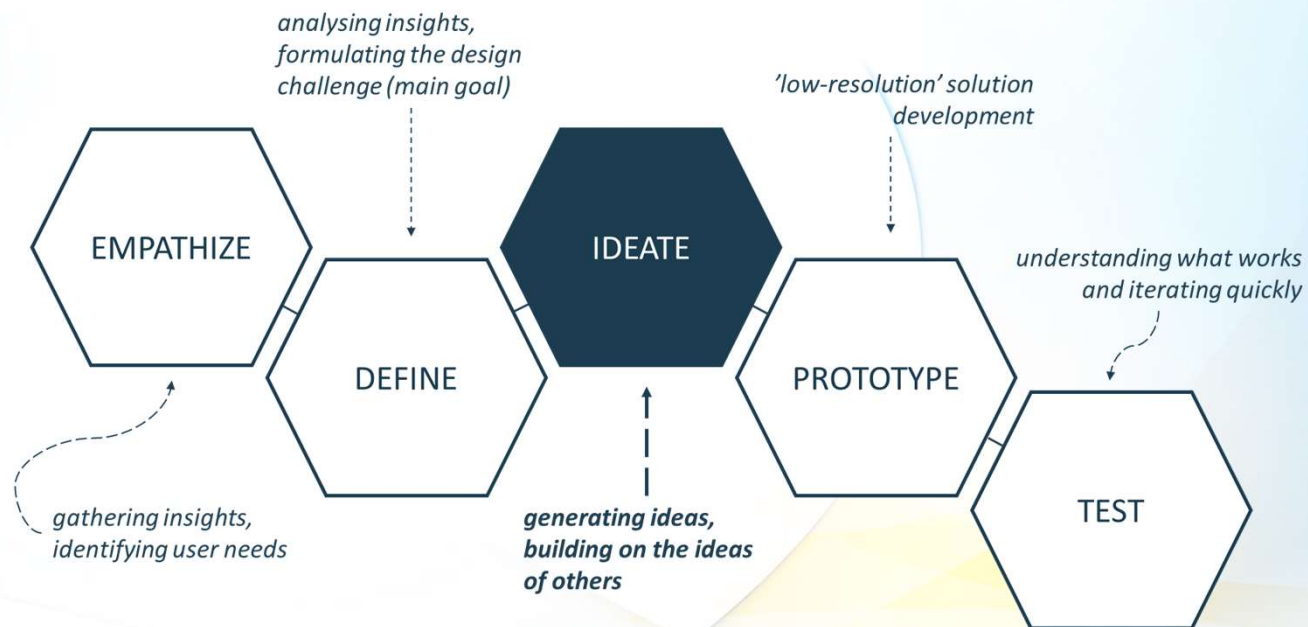 analysing insights,
formulating the design
challenge (main goal)
’low-resolution’ solution
development
EMPATHIZE
IDEATE
understanding what works
and iterating quickly
DEFINE
PROTOTYPE
gathering insights,
identifying user needs
generating ideas,
building on the ideas
of others
TEST